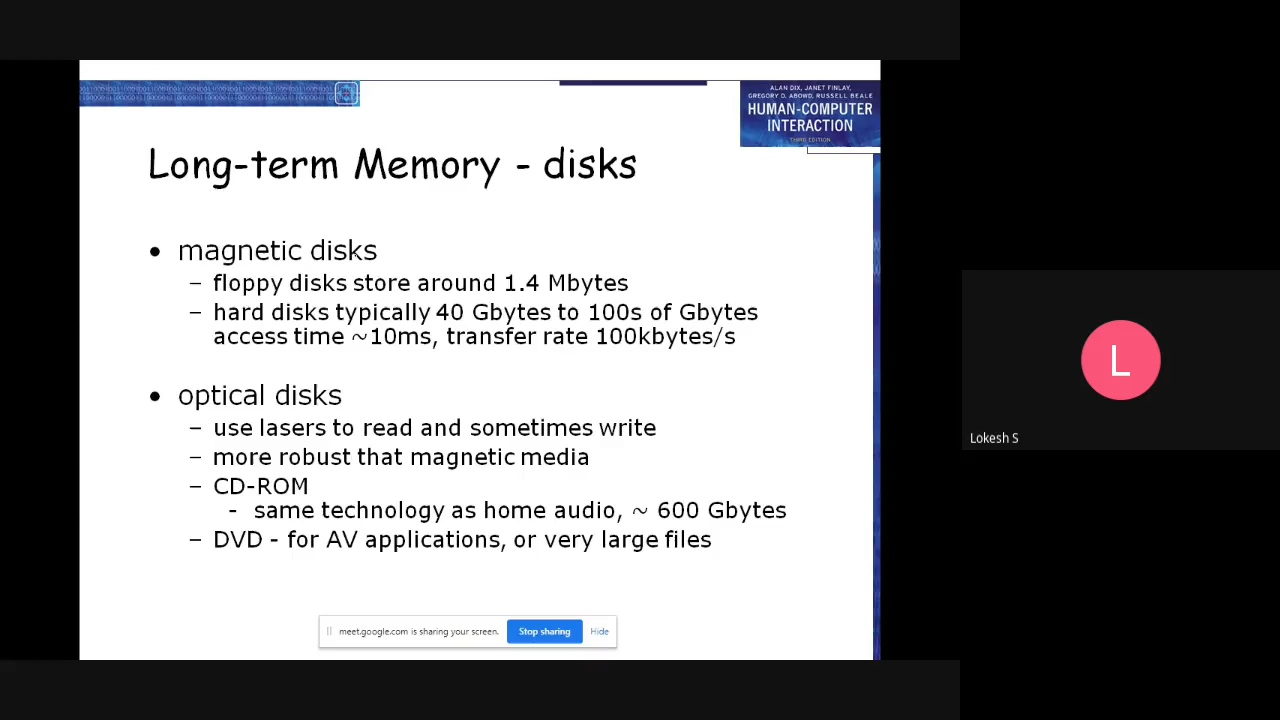 ALAN DIX, JANET FINLAY,
GREGORY D. ABOWD, RUSSELL BEALE
HUMAN-COMPUTER
INTERACTION
THIRD EDITION
Long-term Memory - disks
• magnetic disks
– floppy disks store around 1.4 Mbytes
– hard disks typically 40 Gbytes to 100s of Gbytes
access time ~10ms, transfer rate 100kbytes/s
• optical disks
– use lasers to read and sometimes write
– more robust that magnetic media
– CD-ROM
- same technology as home audio, ~ 600 Gbytes
– DVD - for AV applications, or very large files
meet.google.com is sharing your screen.
Stop sharing
Hide
L
Lokesh S